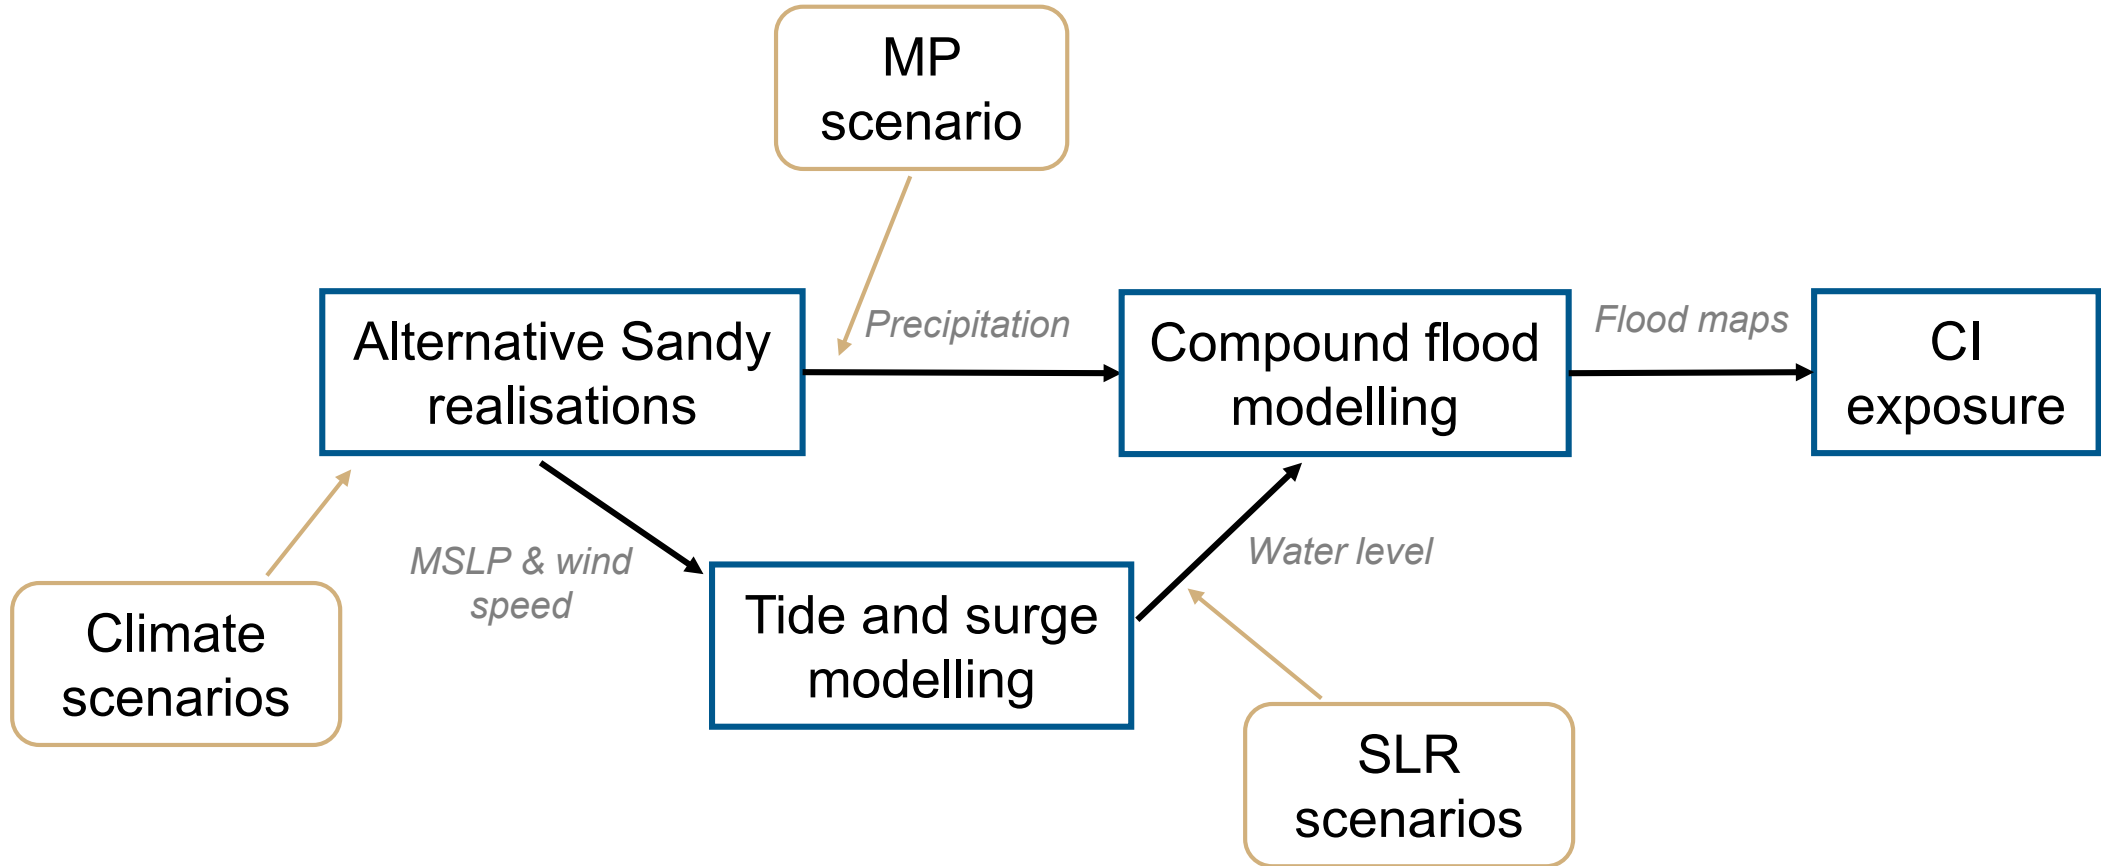 MP
scenario
Alternative Sandy
realisations
Precipitation
Compound flood
modelling
Flood maps
CI
exposure
MSLP & wind
speed
Water level
Climate
scenarios
Tide and surge
modelling
SLR
scenarios